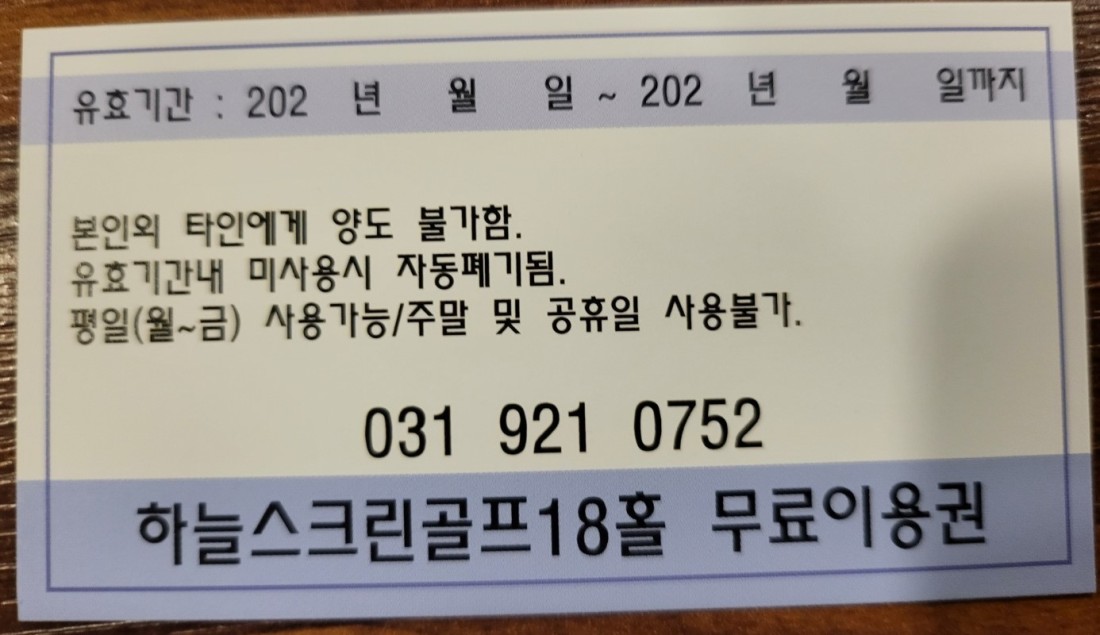 유효기간 : 202 년 월 일 ~ 202 년 월 일까지
본인외 타인에게 양도 불가함.
유효기간내 미사용시 자동폐기됨.
평일(월~금) 사용가능/주말 및 공휴일 사용불가.
031 921 0752
하늘스크린골프18홀 무료이용권